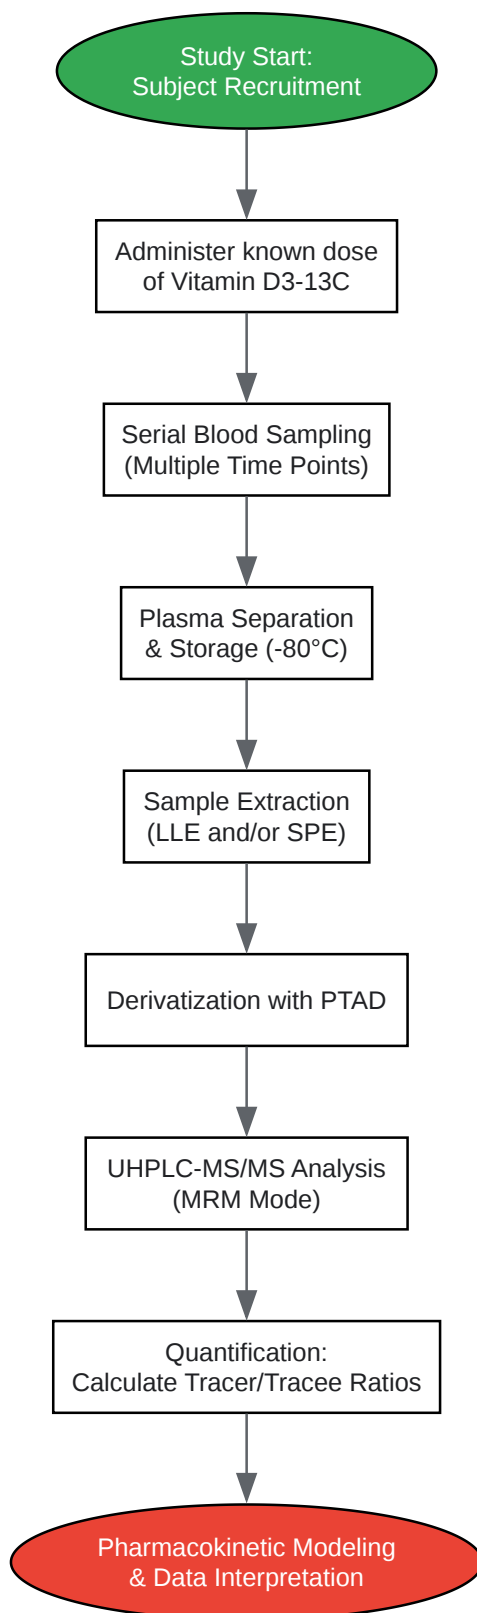 Study Start:
Subject Recruitment
Administer known dose
of Vitamin D3-13C
Serial Blood Sampling
(Multiple Time Points)
Plasma Separation
& Storage (-80°C)
Sample Extraction
(LLE and/or SPE)
Derivatization with PTAD
UHPLC-MS/MS Analysis
(MRM Mode)
Quantification:
Calculate Tracer/Tracee Ratios
Pharmacokinetic Modeling
& Data Interpretation